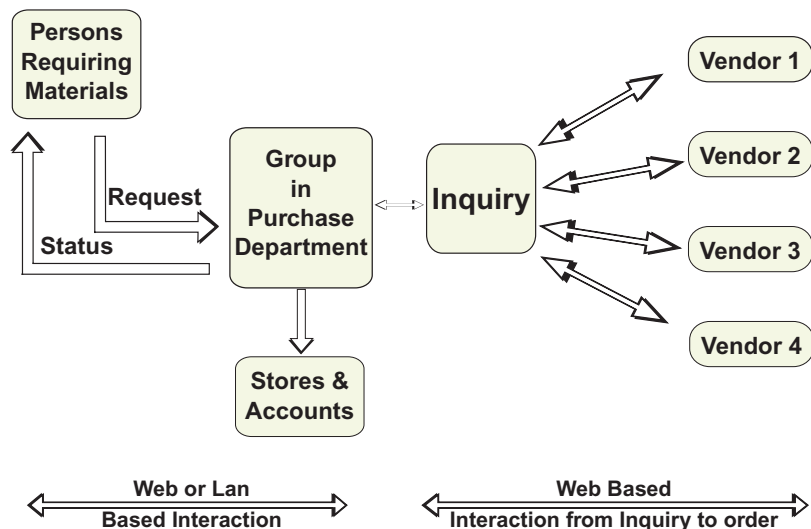 Persons
Requiring
Materials
Request
Status
Group
in
Purchase
Department
Stores &
Accounts
Inquiry
Vendor 1
Vendor 2
Vendor 3
Vendor 4
Web or Lan
Based Interaction
Web Based
Interaction from Inquiry to order